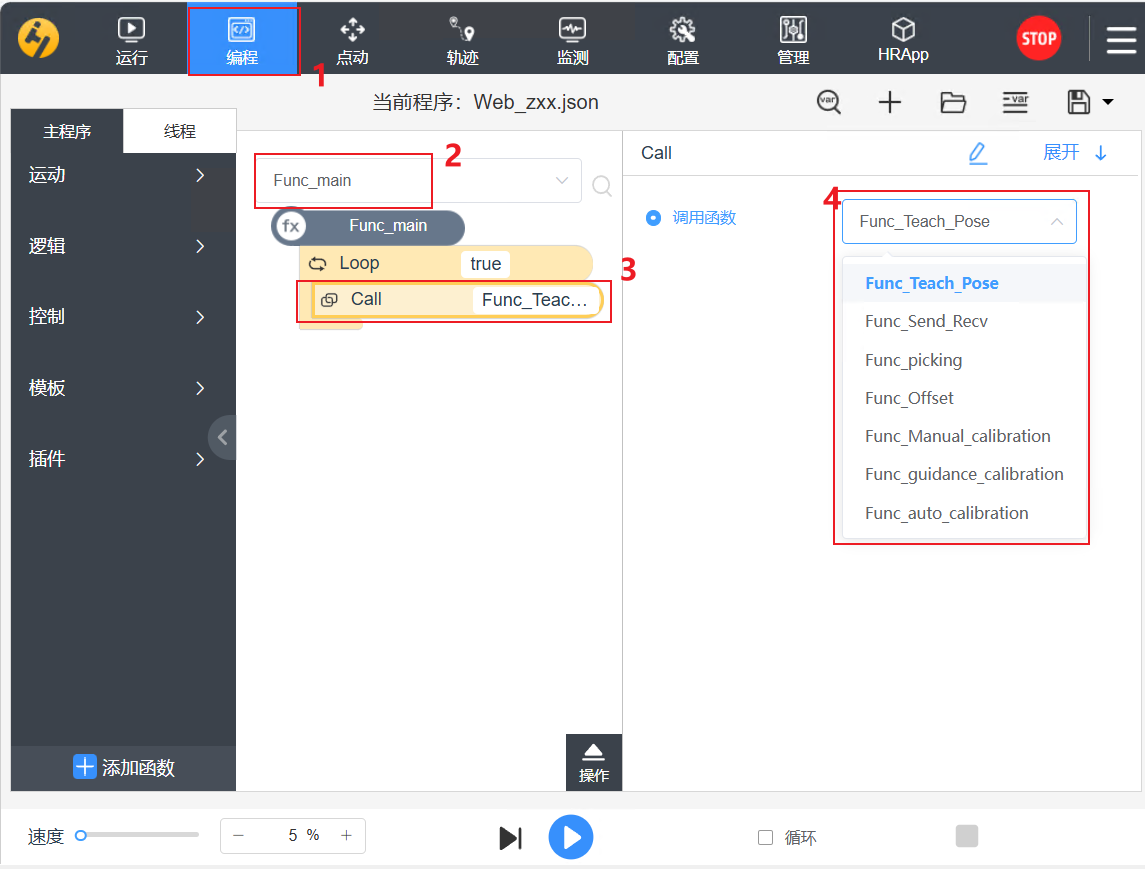 运行
编程
点动
轨迹
监测
配置
管理
HRApp
STOP
1
当前程序：Web_zxx.json
var
var
主程序
线程
运动
逻辑
控制
模板
插件
添加函数
2
Func_main
fx
Func_main
Loop
true
3
Call
Func_Teac...
操作
Call
展开
调用函数
4
Func_Teach_Pose
Func_Teach_Pose
Func_Send_Recv
Func_picking
Func_Offset
Func_Manual_calibration
Func_guidance_calibration
Func_auto_calibration
速度
− 5 % +
循环